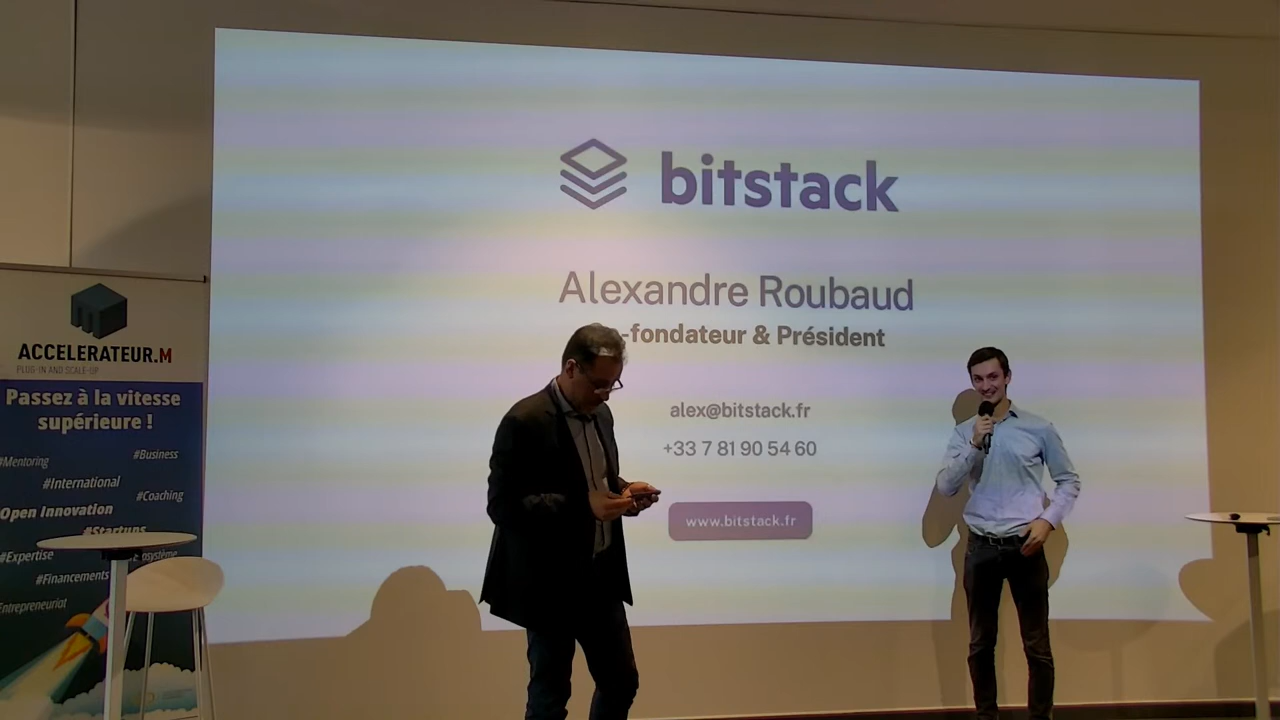 bitstack
Alexandre Roubaud
-fondateur & Président
alex@bitstack.fr
+33 7 81 90 54 60
www.bitstack.fr
ACCELERATEUR.M
PLUG-IN AND SCALE-UP
Passez à la vitesse
supérieure !
#Mentoring
#Business
#International
#Coaching
Open Innovation
#Startups
#Expertise
#Financements
Entrepreneuriat